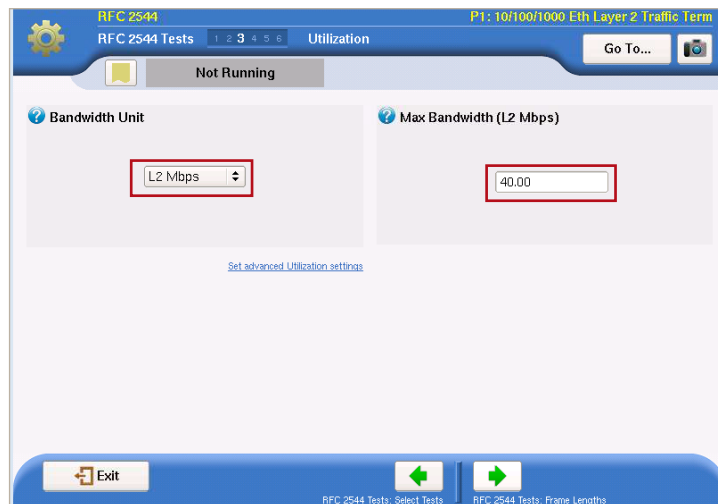 RFC 2544
P1: 10/100/1000 Eth Layer 2 Traffic Term
RFC 2544 Tests 1 2 3 4 5 6 Utilization
Go To...
Not Running
? Bandwidth Unit
? Max Bandwidth (L2 Mbps)
L2 Mbps
40.00
Set advanced Utilization settings
Exit
RFC 2544 Tests: Select Tests
RFC 2544 Tests: Frame Lengths